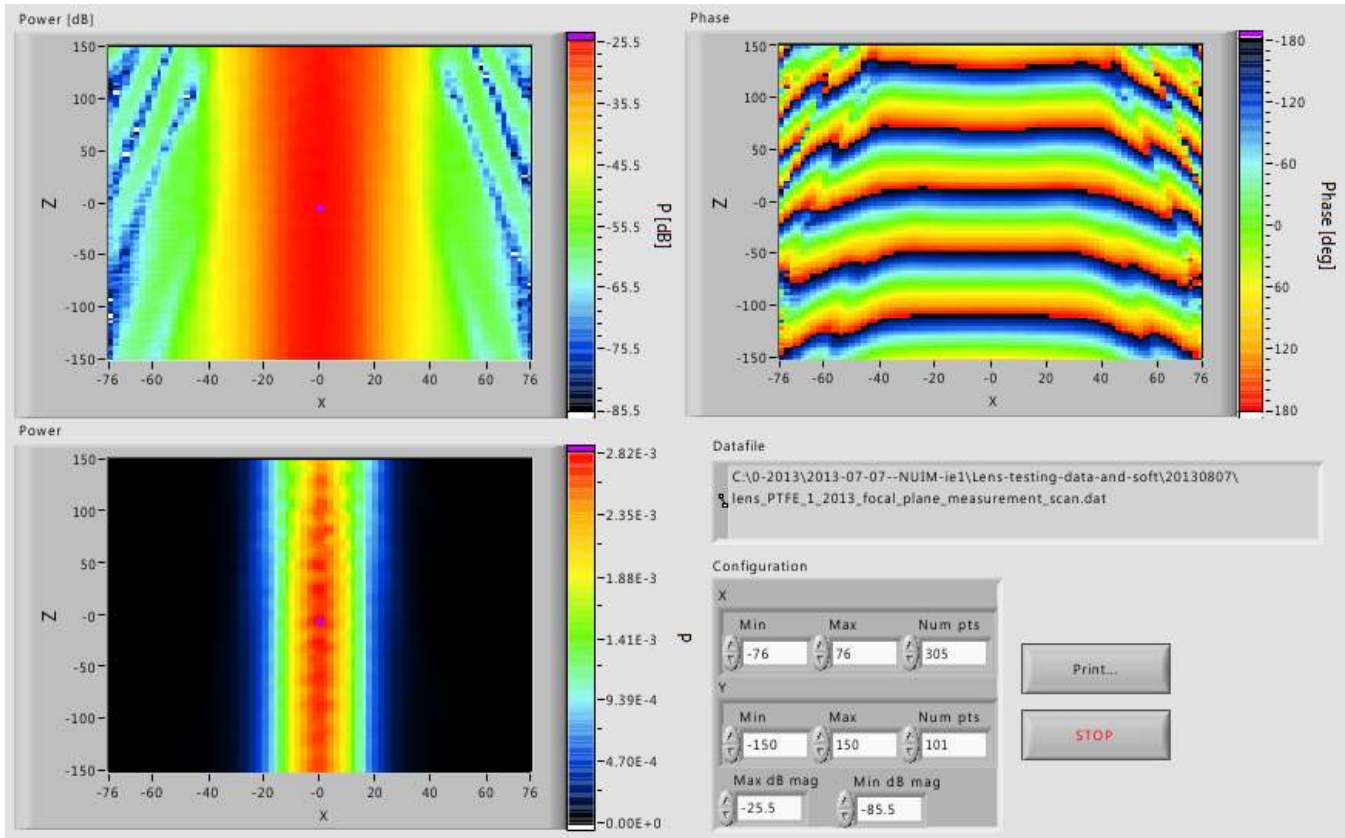 Power [dB]
150
100
50
-0
-50
-100
-150
Z
-76 -60 -40 -20 -0 20 40 60 76
X
-25.5
-35.5
-45.5
-55.5
-65.5
-75.5
-85.5
P [dB]
Phase
150
100
50
-0
-50
-100
-150
Z
-76 -60 -40 -20 -0 20 40 60 76
X
-180
-120
-60
0
60
120
180
Phase [deg]
Power
150
100
50
-0
-50
-100
-150
Z
-76 -60 -40 -20 -0 20 40 60 76
X
2.82E-3
2.35E-3
1.88E-3
1.41E-3
9.39E-4
4.70E-4
0.00E+0
P
Datafile
C:\0-2013\2013-07-07--NUIM-ie1\Lens-testing-data-and-soft\20130807\
lens_PTFE_1_2013_focal_plane_measurement_scan.dat
Configuration
X
Min Max Num pts
-76 76 305
Y
Min Max Num pts
-150 150 101
Max dB mag Min dB mag
-25.5 -85.5
Print...
STOP